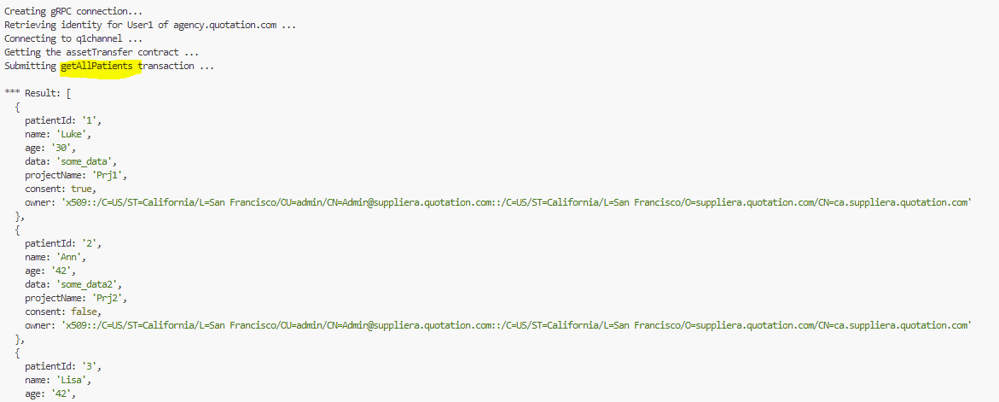 Creating gRPC connection...
Retrieving identity for User1 of agency.quotation.com ...
Connecting to q1channel ...
Getting the assetTransfer contract ...
Submitting getAllPatients transaction ...
*** Result: [
{
patientId: '1',
name: 'Luke',
age: '30',
data: 'some_data',
projectName: 'Prj1',
consent: true,
owner: 'x509::/C=US/ST=California/L=San Francisco/OU=admin/CN=Admin@suppliera.quotation.com::/C=US/ST=California/L=San Francisco/O=suppliera.quotation.com/CN=ca.suppliera.quotation.com'
},
{
patientId: '2',
name: 'Ann',
age: '42',
data: 'some_data2',
projectName: 'Prj2',
consent: false,
owner: 'x509::/C=US/ST=California/L=San Francisco/OU=admin/CN=Admin@suppliera.quotation.com::/C=US/ST=California/L=San Francisco/O=suppliera.quotation.com/CN=ca.suppliera.quotation.com'
},
{
patientId: '3',
name: 'Lisa',
age: '42',